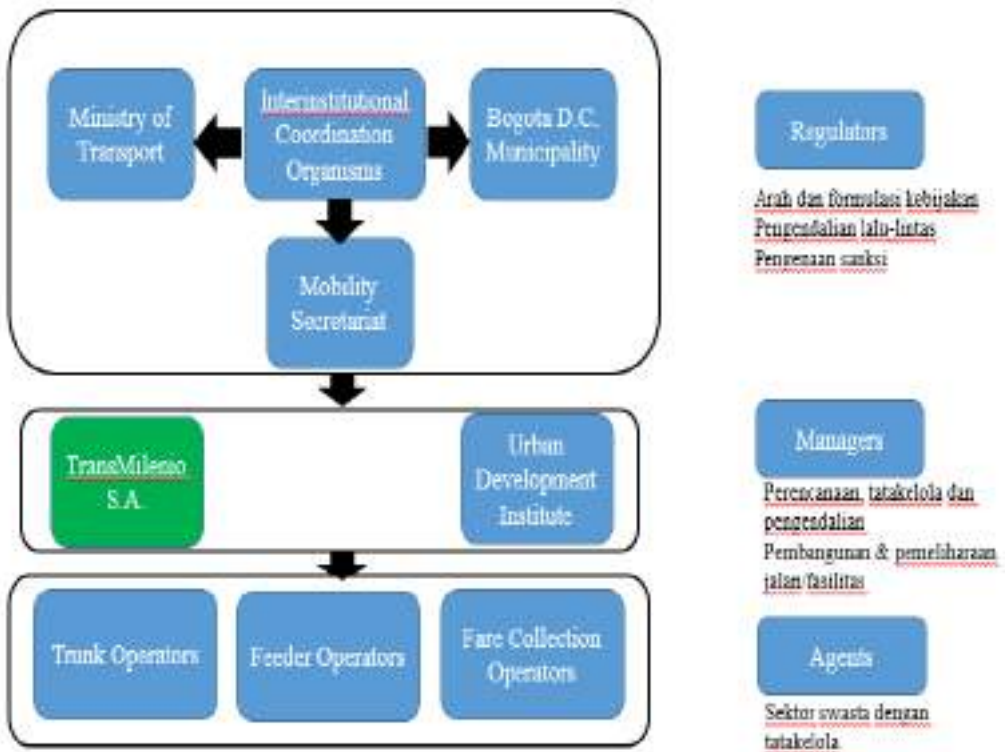 Ministry of
Transport
Interinstitutional
Coordination
Organisms
Bogota D.C.
Municipality
Mobility
Secretariat
Regulators
Arah dan formulasi kebijakan
Pengendalian lalu-lintas
Pengenaan sanksi
TransMilenio
S.A.
Urban
Development
Institute
Managers
Perencanaan, tatakelola dan
pengendalian
Pembangunan & pemeliharaan
jalan/fasilitas
Trunk Operators
Feeder Operators
Fare Collection
Operators
Agents
Sektor swasta dengan
tatakelola